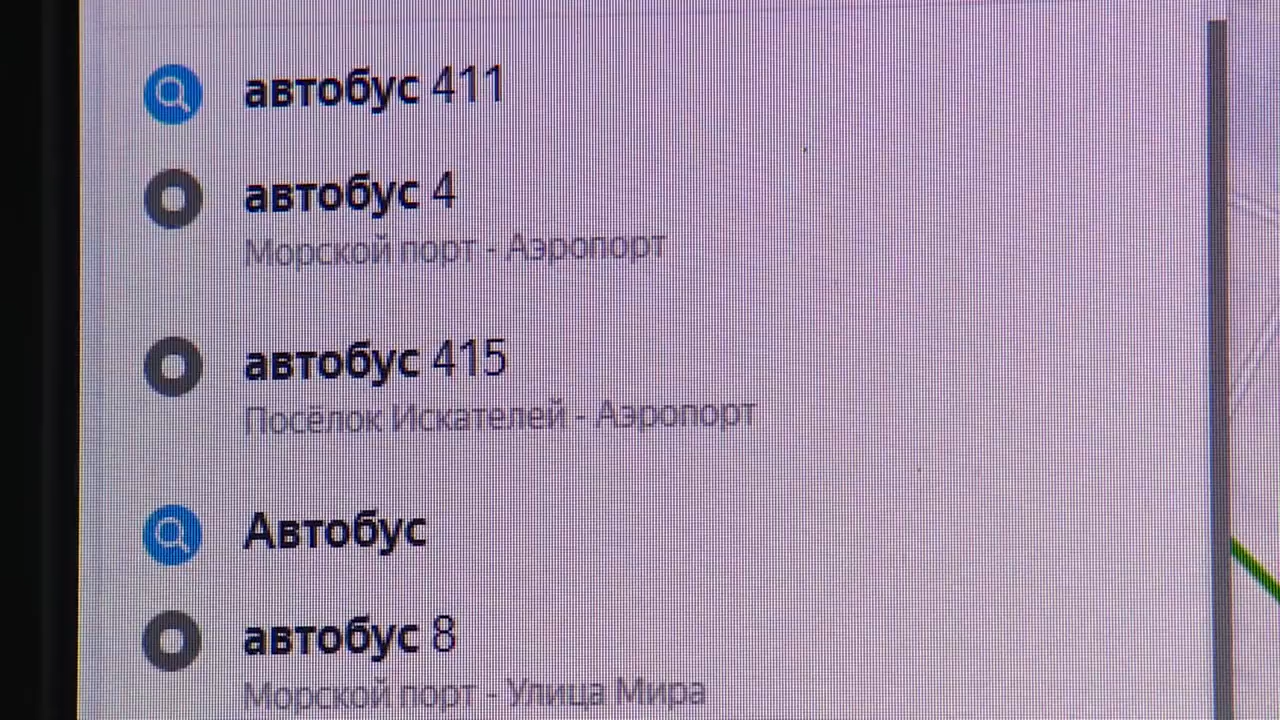 автобус 411
автобус 4
Морской порт - Аэропорт
автобус 415
Посёлок Искателей - Аэропорт
Автобус
автобус 8
Морской порт - Улица Мира